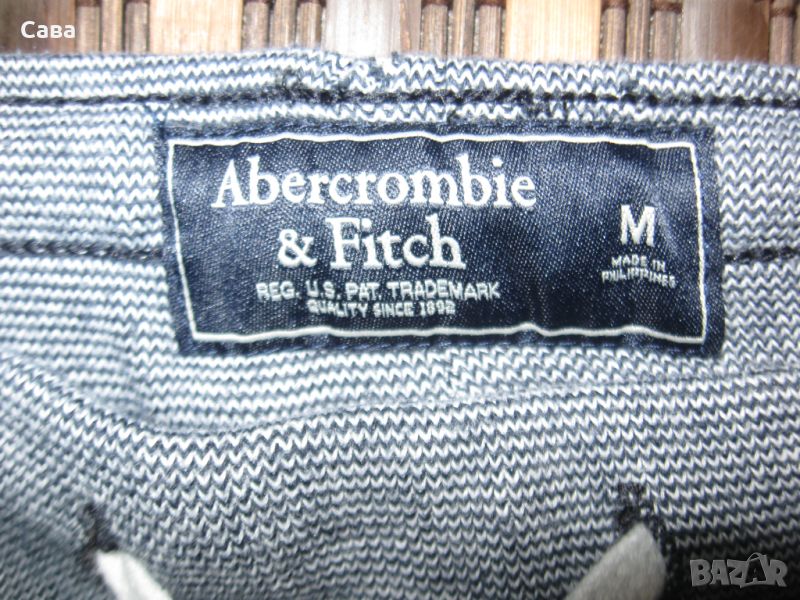 Сава
Abercrombie
& Fitch
REG. U.S. PAT. TRADEMARK
QUALITY SINCE 1892
M
MADE IN
PHILIPPINES
BAZAR